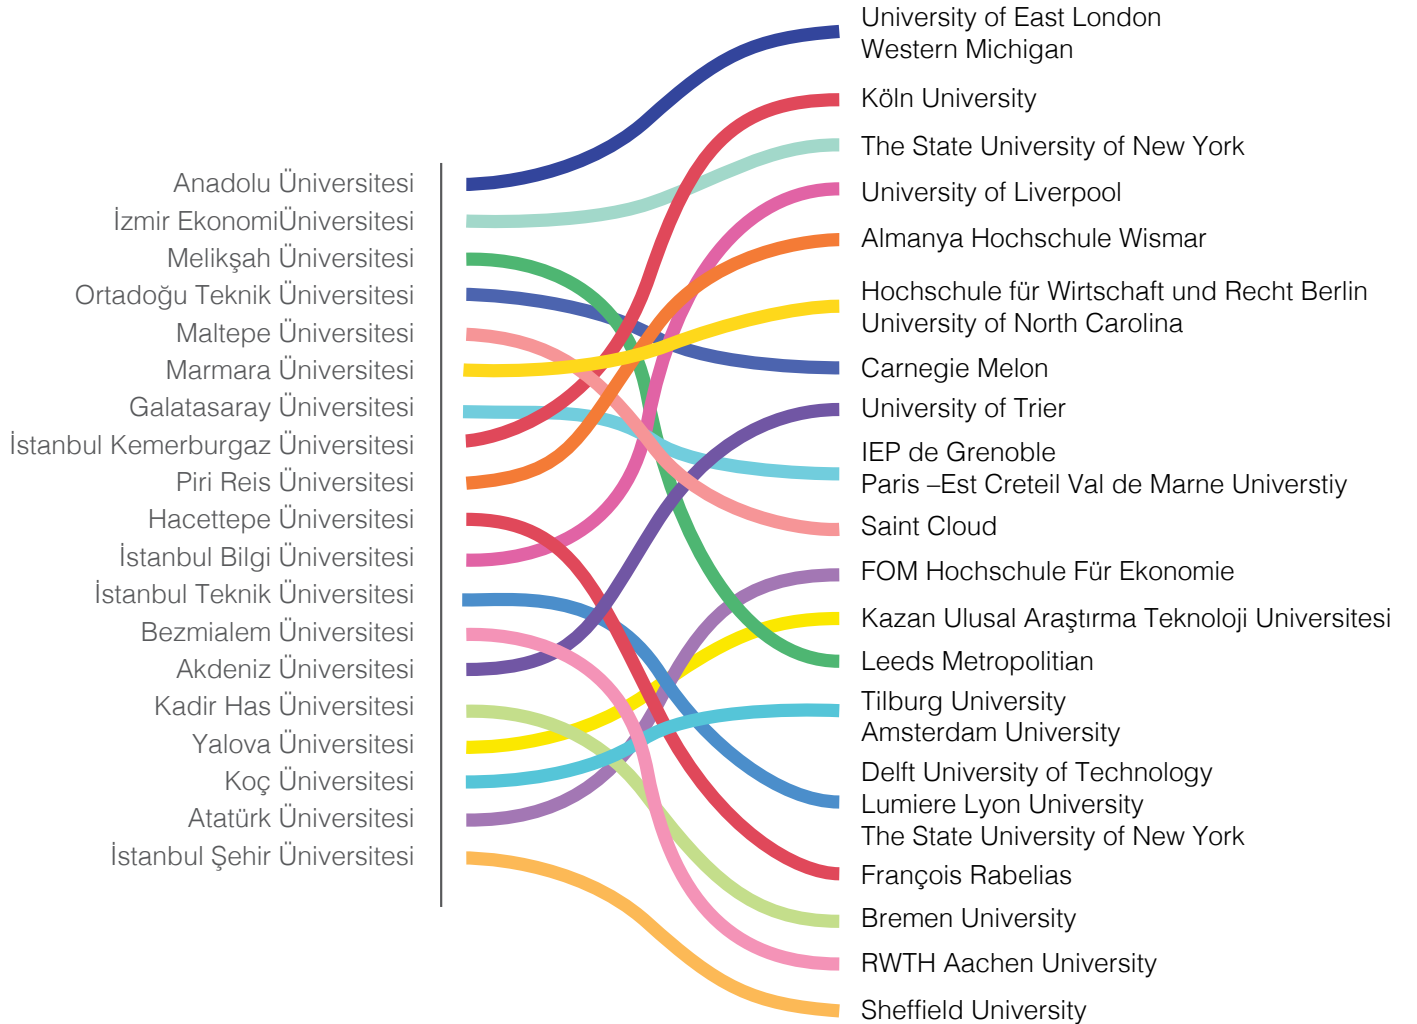 Anadolu Üniversitesi
İzmir EkonomiÜniversitesi
Melikşah Üniversitesi
Ortadoğu Teknik Üniversitesi
Maltepe Üniversitesi
Marmara Üniversitesi
Galatasaray Üniversitesi
İstanbul Kemerburgaz Üniversitesi
Piri Reis Üniversitesi
Hacettepe Üniversitesi
İstanbul Bilgi Üniversitesi
İstanbul Teknik Üniversitesi
Bezmialem Üniversitesi
Akdeniz Üniversitesi
Kadir Has Üniversitesi
Yalova Üniversitesi
Koç Üniversitesi
Atatürk Üniversitesi
İstanbul Şehir Üniversitesi
University of East London
Western Michigan
Köln University
The State University of New York
University of Liverpool
Almanya Hochschule Wismar
Hochschule für Wirtschaft und Recht Berlin
University of North Carolina
Carnegie Melon
University of Trier
IEP de Grenoble
Paris –Est Creteil Val de Marne Universtiy
Saint Cloud
FOM Hochschule Für Ekonomie
Kazan Ulusal Araştırma Teknoloji Universitesi
Leeds Metropolitian
Tilburg University
Amsterdam University
Delft University of Technology
Lumiere Lyon University
The State University of New York
François Rabelias
Bremen University
RWTH Aachen University
Sheffield University